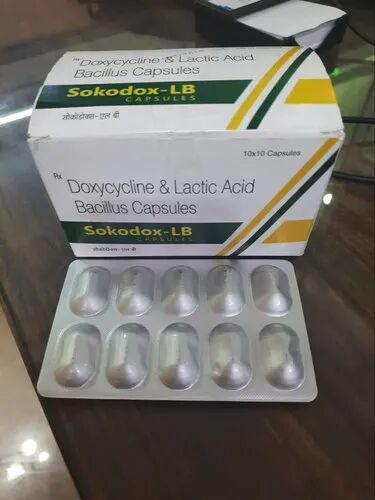 Rx Doxycycline & Lactic Acid
Bacillus Capsules
Sokodox-LB
CAPSULES
सोकोडोक्स-एल बी
10x10 Capsules
Rx Doxycycline & Lactic Acid
Bacillus Capsules
Sokodox-LB
CAPSULES
सोकोडोक्स-एल बी